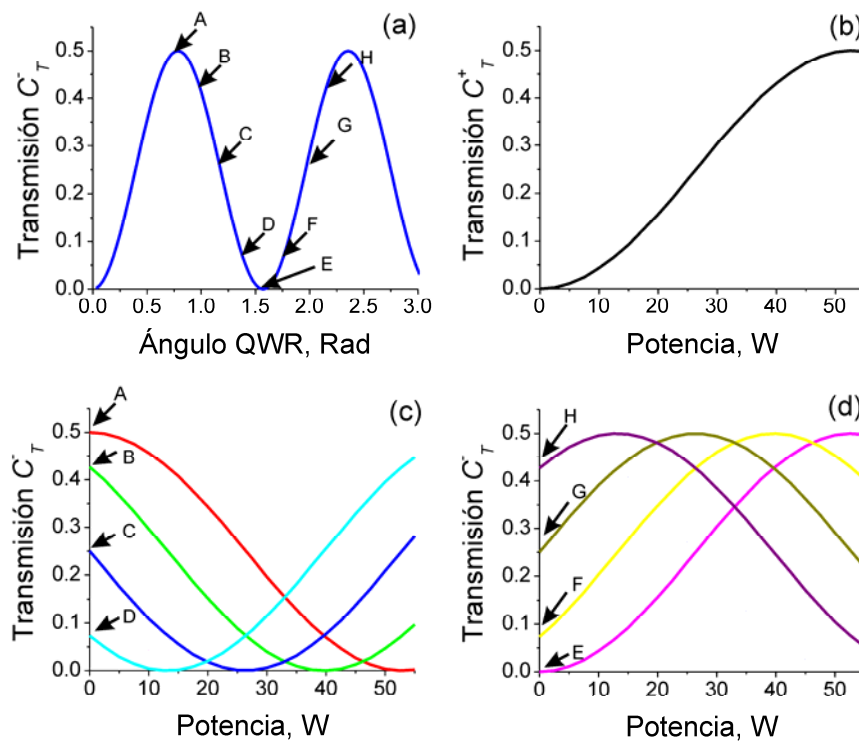 (a)
A
B
H
C
G
D
F
E
0.5
0.4
0.3
0.2
0.1
0.0
Transmisión C⁻T
0.0 0.5 1.0 1.5 2.0 2.5 3.0
Ángulo QWR, Rad
(b)
0.5
0.4
0.3
0.2
0.1
0.0
Transmisión C⁺T
0 10 20 30 40 50
Potencia, W
(c)
A
B
C
D
0.5
0.4
0.3
0.2
0.1
0.0
Transmisión C⁻T
0 10 20 30 40 50
Potencia, W
(d)
H
G
F
E
0.5
0.4
0.3
0.2
0.1
0.0
Transmisión C⁻T
0 10 20 30 40 50
Potencia, W